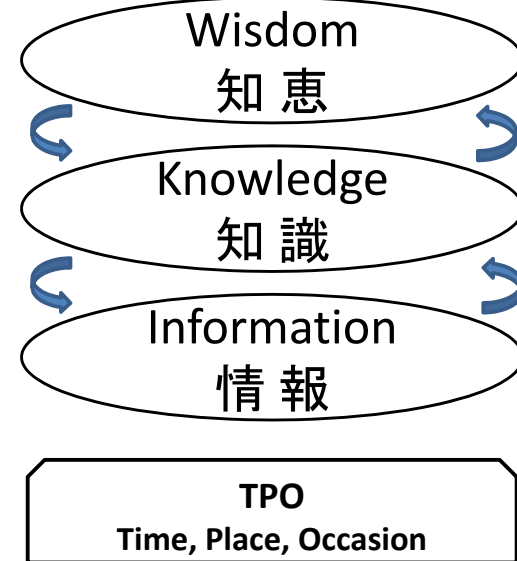 Wisdom
知 恵
Knowledge
知 識
Information
情 報
TPO
Time, Place, Occasion